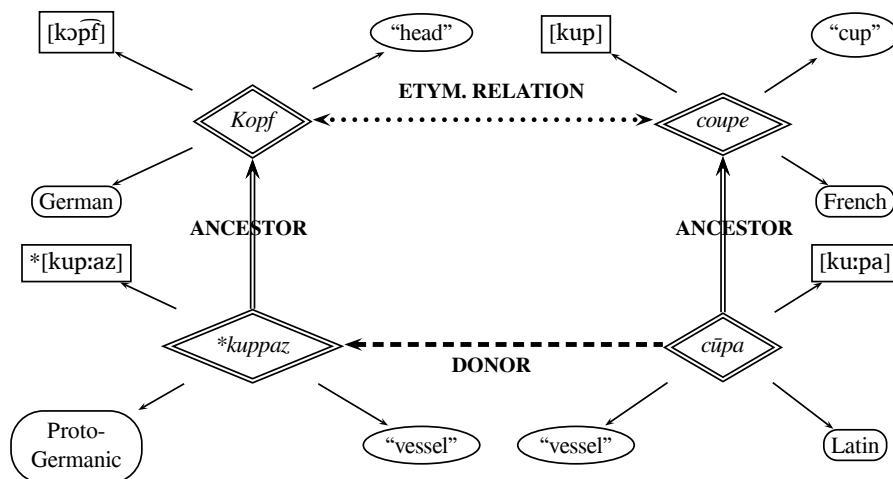 [kɔp͡f] “head” [kup] “cup”
ETYM. RELATION
Kopf coupe
German French
ANCESTOR ANCESTOR
*[kupːaz] [kuːpa]
*kuppaz cūpa
DONOR
Proto-
Germanic “vessel” “vessel” Latin